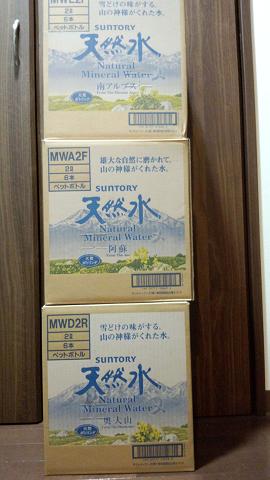 2ℓ
6本
ペットボトル
雪どけの味がする。
山の神様がくれた水。
SUNTORY
天然水
Natural
Mineral Water
南アルプス
MWA2F
2ℓ
6本
ペットボトル
雄大な自然に磨かれて。
山の神様がくれた水。
SUNTORY
天然水
Natural
Mineral Water
阿蘇
MWD2R
2ℓ
6本
ペットボトル
雪どけの味がする。
山の神様がくれた水。
SUNTORY
天然水
Natural
Mineral Water
奥大山